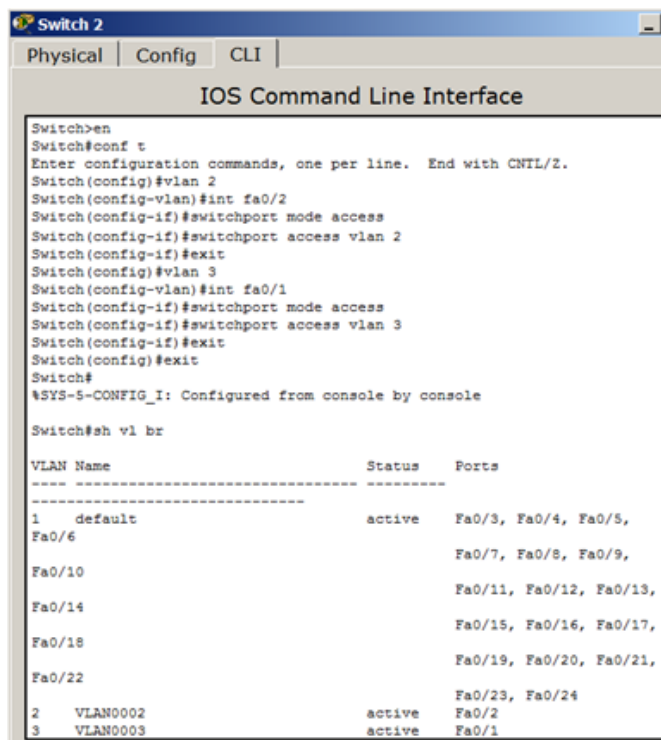 Switch 2
Physical Config CLI
IOS Command Line Interface
Switch>en
Switch#conf t
Enter configuration commands, one per line. End with CNTL/Z.
Switch(config)#vlan 2
Switch(config-vlan)#int fa0/2
Switch(config-if)#switchport mode access
Switch(config-if)#switchport access vlan 2
Switch(config-if)#exit
Switch(config)#vlan 3
Switch(config-vlan)#int fa0/1
Switch(config-if)#switchport mode access
Switch(config-if)#switchport access vlan 3
Switch(config-if)#exit
Switch(config)#exit
Switch#
%SYS-5-CONFIG_I: Configured from console by console
Switch#sh vl br
VLAN Name Status Ports
---- -------------------------------- ---------
-------------------------------
1 default active Fa0/3, Fa0/4, Fa0/5,
Fa0/6
Fa0/7, Fa0/8, Fa0/9,
Fa0/10
Fa0/11, Fa0/12, Fa0/13,
Fa0/14
Fa0/15, Fa0/16, Fa0/17,
Fa0/18
Fa0/19, Fa0/20, Fa0/21,
Fa0/22
Fa0/23, Fa0/24
2 VLAN0002 active Fa0/2
3 VLAN0003 active Fa0/1